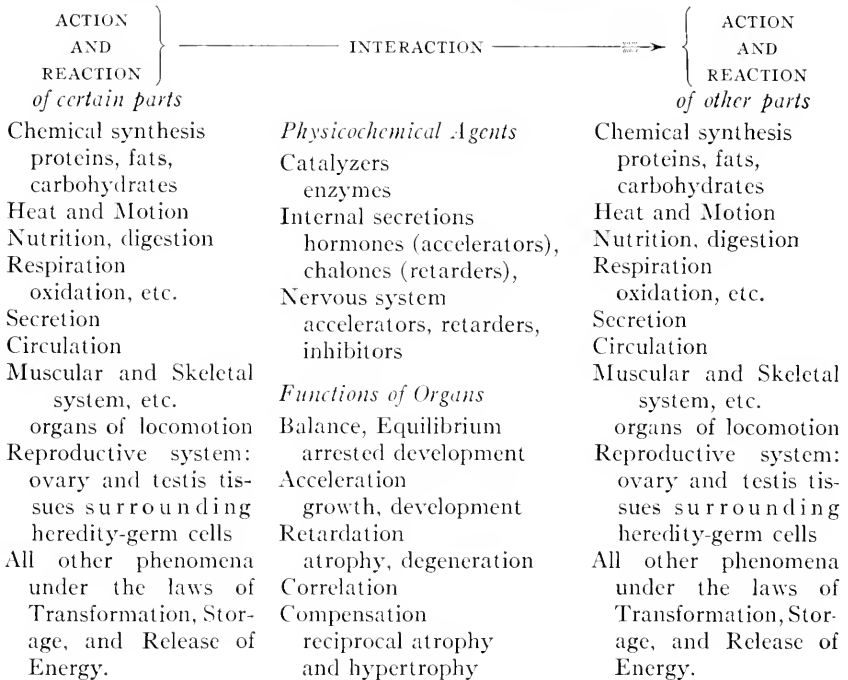 ACTION
AND
REACTION
of certain parts
INTERACTION
ACTION
AND
REACTION
of other parts
Chemical synthesis
proteins, fats,
carbohydrates
Heat and Motion
Nutrition, digestion
Respiration
oxidation, etc.
Secretion
Circulation
Muscular and Skeletal
system, etc.
organs of locomotion
Reproductive system:
ovary and testis tis-
sues surrounding
heredity-germ cells
All other phenomena
under the laws of
Transformation, Stor-
age, and Release of
Energy.
Physicochemical Agents
Catalyzers
enzymes
Internal secretions
hormones (accelerators),
chalones (retarders),
Nervous system
accelerators, retarders,
inhibitors
Functions of Organs
Balance, Equilibrium
arrested development
Acceleration
growth, development
Retardation
atrophy, degeneration
Correlation
Compensation
reciprocal atrophy
and hypertrophy
Chemical synthesis
proteins, fats,
carbohydrates
Heat and Motion
Nutrition, digestion
Respiration
oxidation, etc.
Secretion
Circulation
Muscular and Skeletal
system, etc.
organs of locomotion
Reproductive system:
ovary and testis tis-
sues surrounding
heredity-germ cells
All other phenomena
under the laws of
Transformation, Stor-
age, and Release of
Energy.